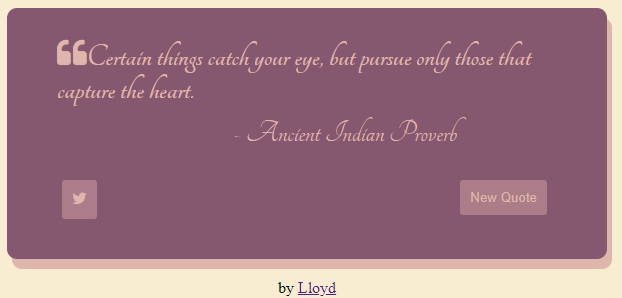 ❝Certain things catch your eye, but pursue only those that
capture the heart.
- Ancient Indian Proverb
New Quote
by Lloyd